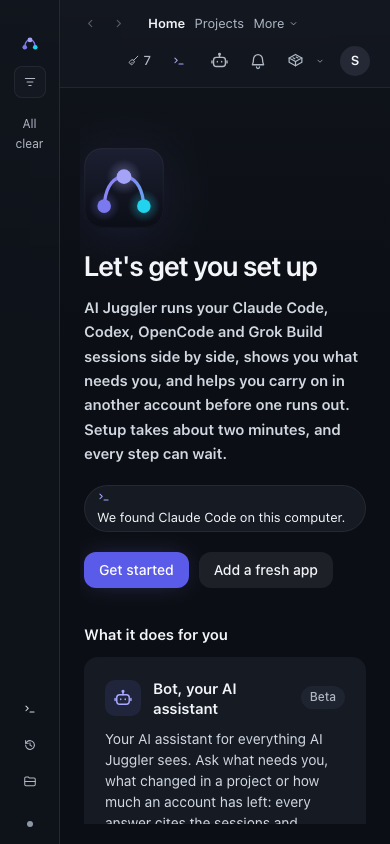 Home Projects More
7
S
All
clear
Let's get you set up
AI Juggler runs your Claude Code,
Codex, OpenCode and Grok Build
sessions side by side, shows you what
needs you, and helps you carry on in
another account before one runs out.
Setup takes about two minutes, and
every step can wait.
We found Claude Code on this computer.
Get started Add a fresh app
What it does for you
Bot, your AI
assistant
Beta
Your AI assistant for everything AI
Juggler sees. Ask what needs you,
what changed in a project or how
much an account has left: every
answer cites the sessions and